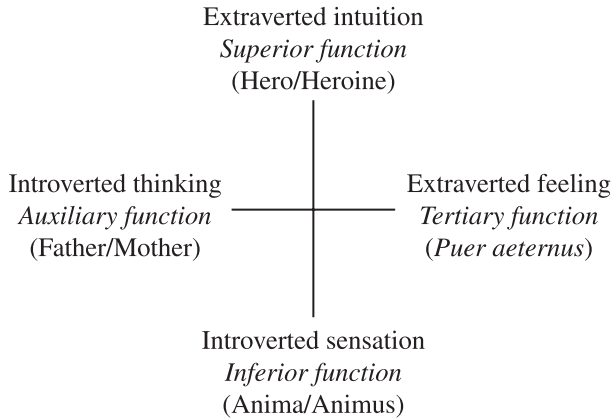 Extraverted intuition
Superior function
(Hero/Heroine)
Introverted thinking
Auxiliary function
(Father/Mother)
Extraverted feeling
Tertiary function
(Puer aeternus)
Introverted sensation
Inferior function
(Anima/Animus)